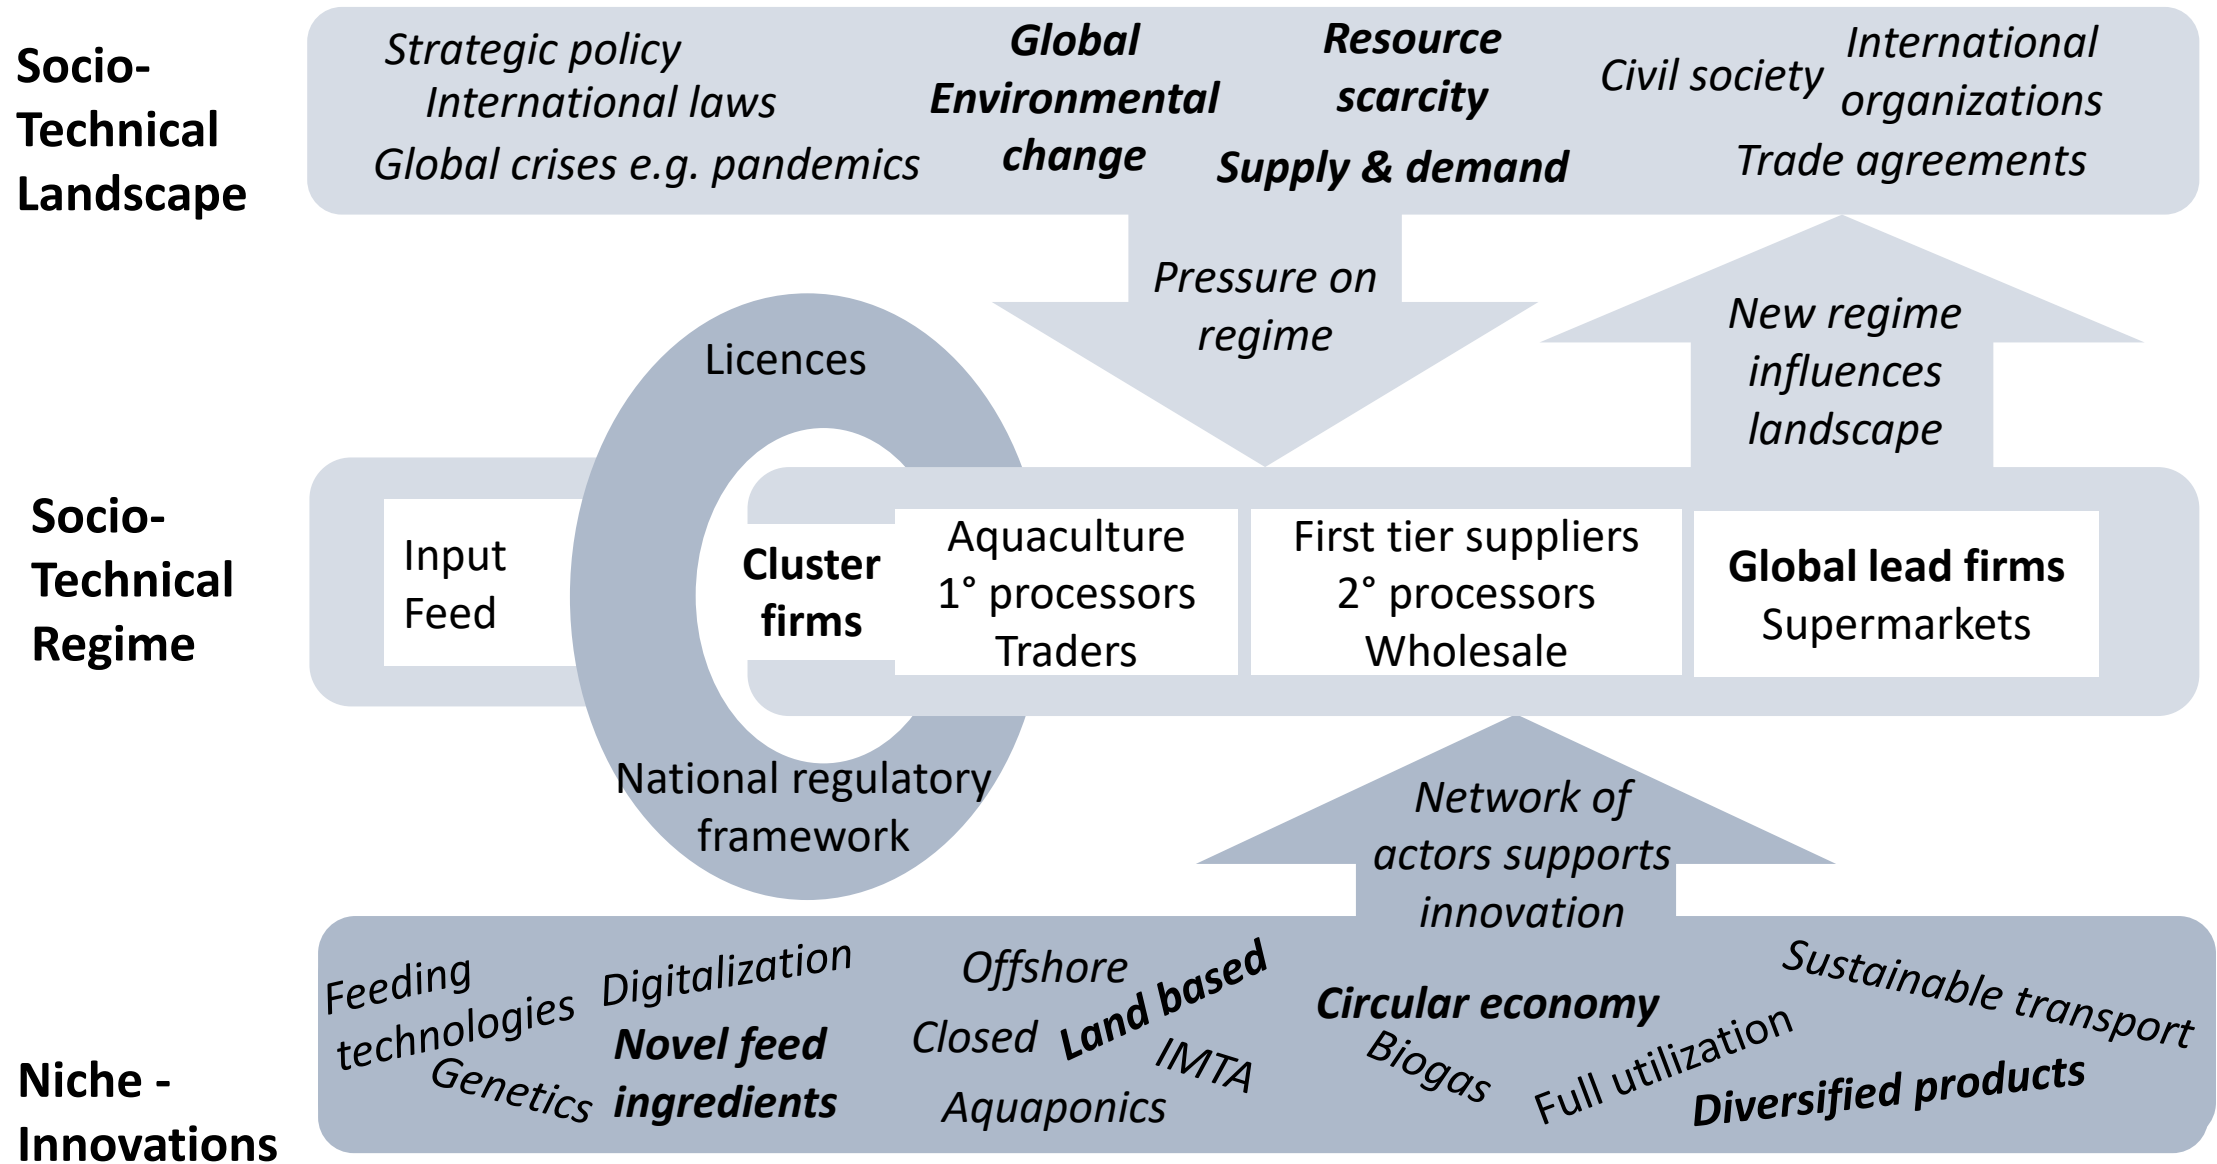 Socio-
Technical
Landscape
Strategic policy
International laws
Global crises e.g. pandemics
Global
Environmental
change
Resource
scarcity
Supply & demand
Civil society
International
organizations
Trade agreements
Pressure on
regime
New regime
influences
landscape
Licences
Socio-
Technical
Regime
Input
Feed
Cluster
firms
Aquaculture
1° processors
Traders
First tier suppliers
2° processors
Wholesale
Global lead firms
Supermarkets
National regulatory
framework
Network of
actors supports
innovation
Niche -
Innovations
Feeding
technologies
Genetics
Digitalization
Novel feed
ingredients
Offshore
Closed
Land based
IMTA
Aquaponics
Circular economy
Biogas
Full utilization
Sustainable transport
Diversified products